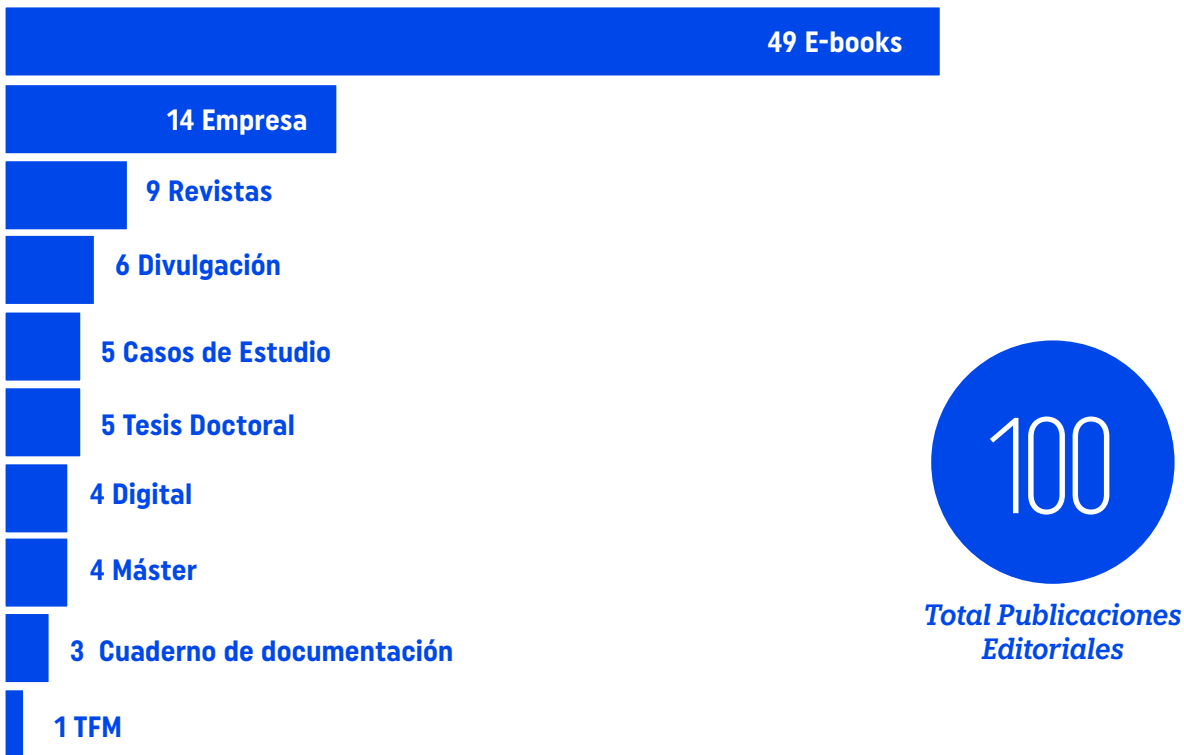 49 E-books
14 Empresa
9 Revistas
6 Divulgación
5 Casos de Estudio
5 Tesis Doctoral
4 Digital
4 Máster
3 Cuaderno de documentación
1 TFM
100
Total Publicaciones
Editoriales